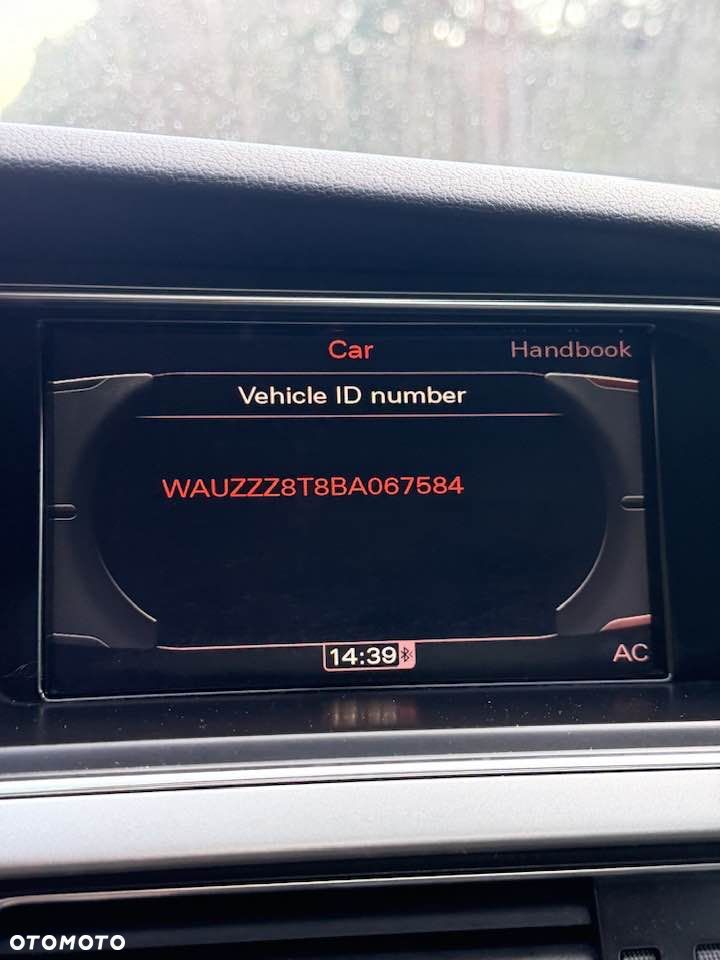 Car
Handbook
Vehicle ID number
WAUZZZ8T8BA067584
14:39
AC
OTOMOTO